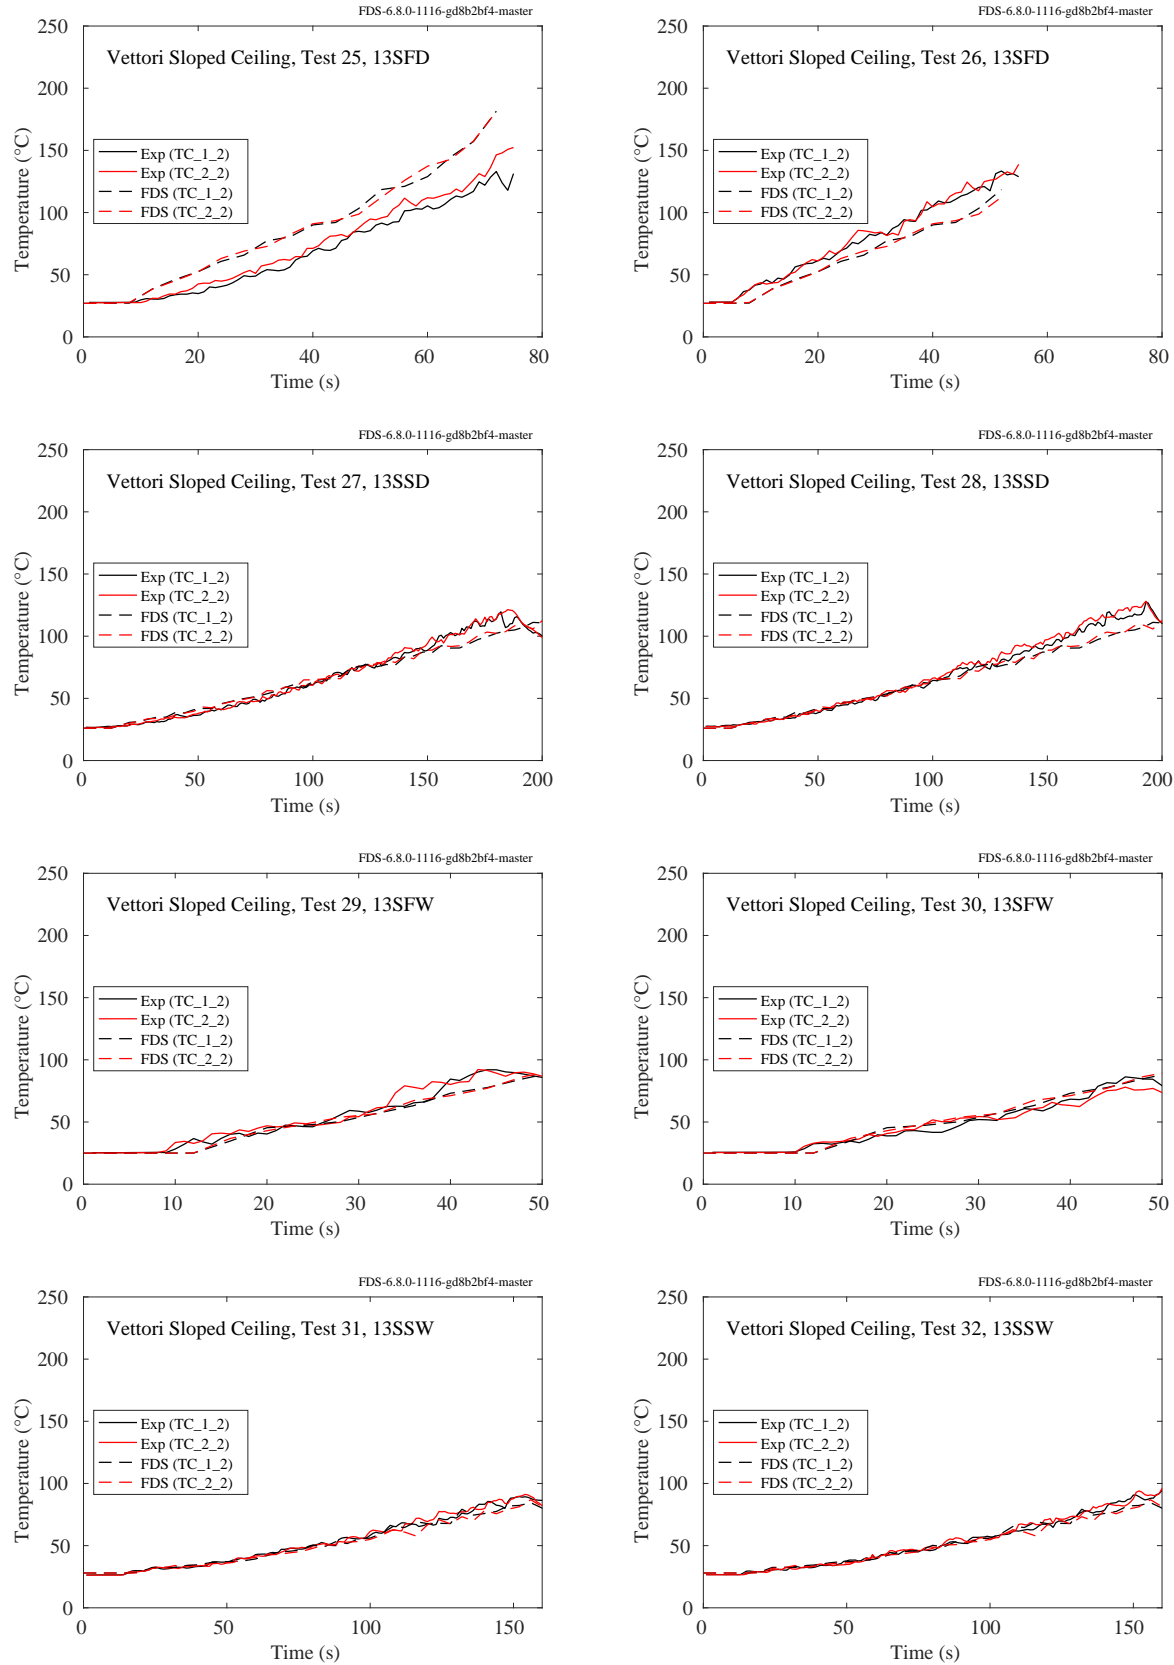 FDS-6.8.0-1116-gd8b2bf4-master
Vettori Sloped Ceiling, Test 25, 13SFD
Temperature (°C)
250
200
150
100
50
0
Exp (TC_1_2)
Exp (TC_2_2)
FDS (TC_1_2)
FDS (TC_2_2)
0 20 40 60 80
Time (s)
FDS-6.8.0-1116-gd8b2bf4-master
Vettori Sloped Ceiling, Test 26, 13SFD
Temperature (°C)
250
200
150
100
50
0
Exp (TC_1_2)
Exp (TC_2_2)
FDS (TC_1_2)
FDS (TC_2_2)
0 20 40 60 80
Time (s)
FDS-6.8.0-1116-gd8b2bf4-master
Vettori Sloped Ceiling, Test 27, 13SSD
Temperature (°C)
250
200
150
100
50
0
Exp (TC_1_2)
Exp (TC_2_2)
FDS (TC_1_2)
FDS (TC_2_2)
0 50 100 150 200
Time (s)
FDS-6.8.0-1116-gd8b2bf4-master
Vettori Sloped Ceiling, Test 28, 13SSD
Temperature (°C)
250
200
150
100
50
0
Exp (TC_1_2)
Exp (TC_2_2)
FDS (TC_1_2)
FDS (TC_2_2)
0 50 100 150 200
Time (s)
FDS-6.8.0-1116-gd8b2bf4-master
Vettori Sloped Ceiling, Test 29, 13SFW
Temperature (°C)
250
200
150
100
50
0
Exp (TC_1_2)
Exp (TC_2_2)
FDS (TC_1_2)
FDS (TC_2_2)
0 10 20 30 40 50
Time (s)
FDS-6.8.0-1116-gd8b2bf4-master
Vettori Sloped Ceiling, Test 30, 13SFW
Temperature (°C)
250
200
150
100
50
0
Exp (TC_1_2)
Exp (TC_2_2)
FDS (TC_1_2)
FDS (TC_2_2)
0 10 20 30 40 50
Time (s)
FDS-6.8.0-1116-gd8b2bf4-master
Vettori Sloped Ceiling, Test 31, 13SSW
Temperature (°C)
250
200
150
100
50
0
Exp (TC_1_2)
Exp (TC_2_2)
FDS (TC_1_2)
FDS (TC_2_2)
0 50 100 150
Time (s)
FDS-6.8.0-1116-gd8b2bf4-master
Vettori Sloped Ceiling, Test 32, 13SSW
Temperature (°C)
250
200
150
100
50
0
Exp (TC_1_2)
Exp (TC_2_2)
FDS (TC_1_2)
FDS (TC_2_2)
0 50 100 150
Time (s)